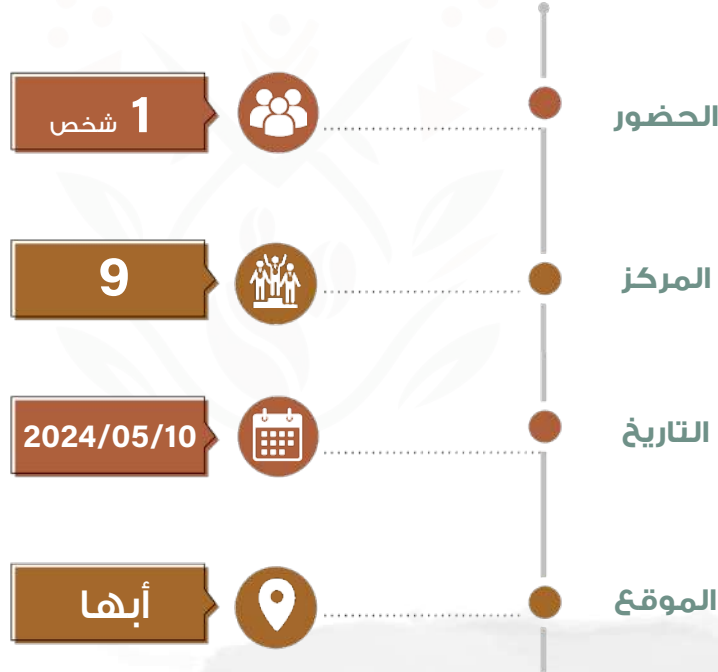 الحضور
1 شخص
المركز
9
التاريخ
2024/05/10
الموقع
أبها